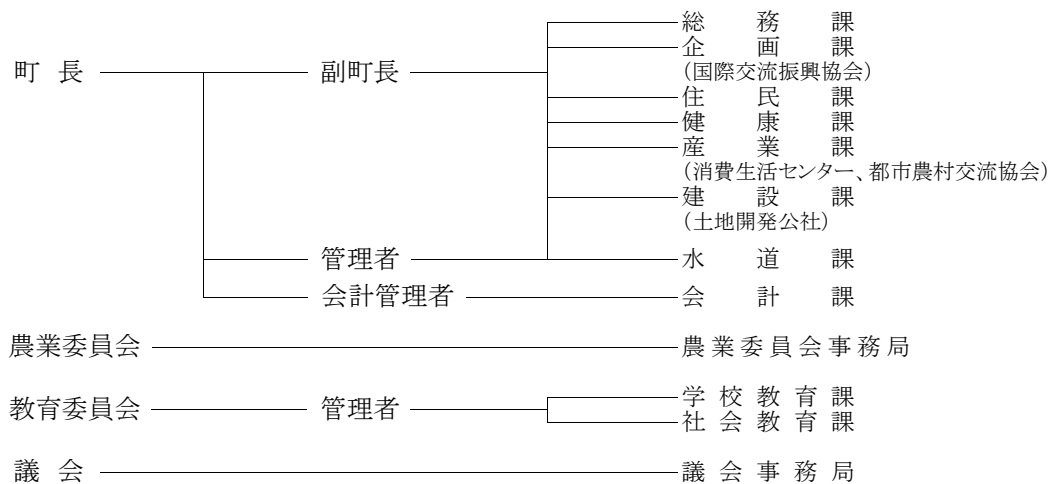 総務課
企画課
(国際交流振興協会)
町長 副町長
住民課
健康課
産業課
(消費生活センター、都市農村交流協会)
建設課
(土地開発公社)
管理者 水道課
会計管理者 会計課
農業委員会 農業委員会事務局
教育委員会 管理者 学校教育課
社会教育課
議会 議会事務局